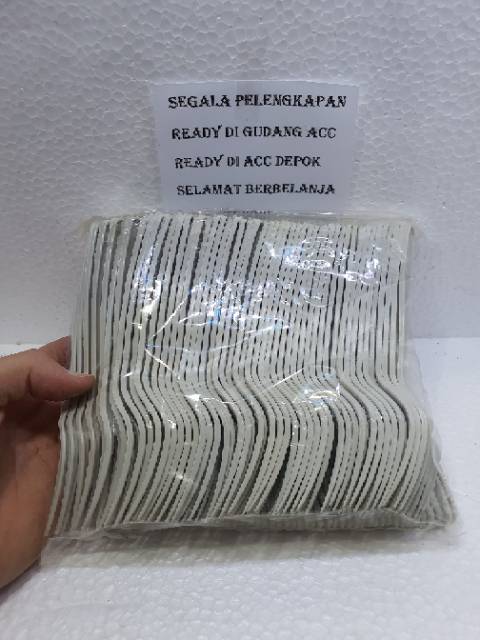 SEGALA PELENGKAPAN
READY DI GUDANG ACC
READY DI ACC DEPOK
SELAMAT BERBELANJA